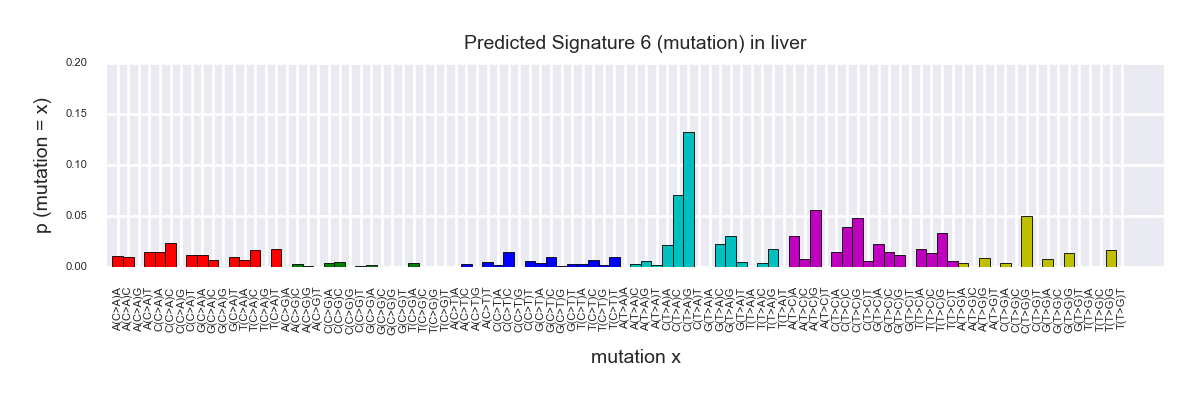 Predicted Signature 6 (mutation) in liver
0.20
0.15
0.10
0.05
0.00
p (mutation = x)
A(C>A)A
A(C>A)C
A(C>A)G
A(C>A)T
C(C>A)A
C(C>A)C
C(C>A)G
C(C>A)T
G(C>A)A
G(C>A)C
G(C>A)G
G(C>A)T
T(C>A)A
T(C>A)C
T(C>A)G
T(C>A)T
A(C>G)A
A(C>G)C
A(C>G)G
A(C>G)T
C(C>G)A
C(C>G)C
C(C>G)G
C(C>G)T
G(C>G)A
G(C>G)C
G(C>G)G
G(C>G)T
T(C>G)A
T(C>G)C
T(C>G)G
T(C>G)T
A(C>T)A
A(C>T)C
A(C>T)G
A(C>T)T
C(C>T)A
C(C>T)C
C(C>T)G
C(C>T)T
G(C>T)A
G(C>T)C
G(C>T)G
G(C>T)T
T(C>T)A
T(C>T)C
T(C>T)G
T(C>T)T
A(T>A)A
A(T>A)C
A(T>A)G
A(T>A)T
C(T>A)A
C(T>A)C
C(T>A)G
C(T>A)T
G(T>A)A
G(T>A)C
G(T>A)G
G(T>A)T
T(T>A)A
T(T>A)C
T(T>A)G
T(T>A)T
A(T>C)A
A(T>C)C
A(T>C)G
A(T>C)T
C(T>C)A
C(T>C)C
C(T>C)G
C(T>C)T
G(T>C)A
G(T>C)C
G(T>C)G
G(T>C)T
T(T>C)A
T(T>C)C
T(T>C)G
T(T>C)T
A(T>G)A
A(T>G)C
A(T>G)G
A(T>G)T
C(T>G)A
C(T>G)C
C(T>G)G
C(T>G)T
G(T>G)A
G(T>G)C
G(T>G)G
G(T>G)T
T(T>G)A
T(T>G)C
T(T>G)G
T(T>G)T
mutation x